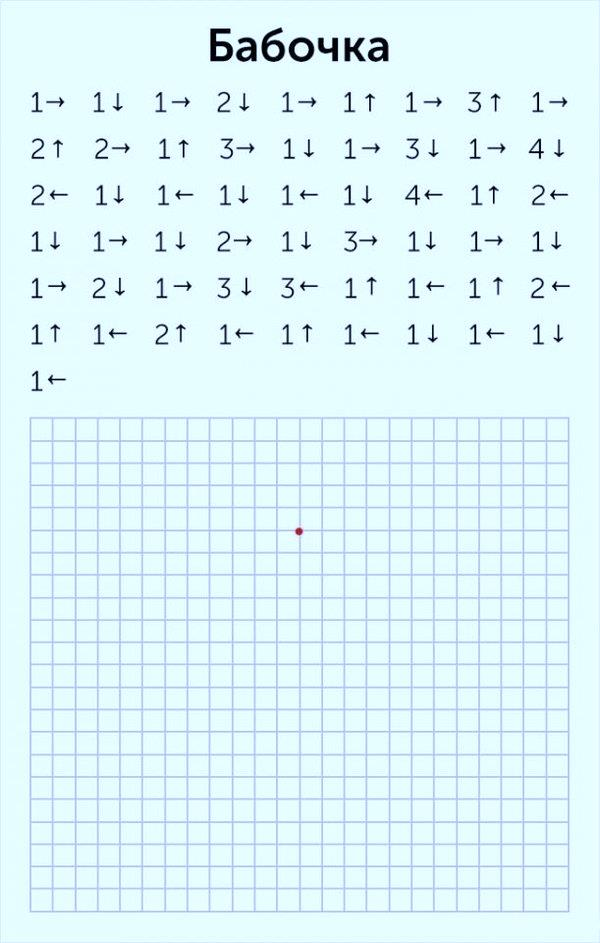 Бабочка
1→ 1↓ 1→ 2↓ 1→ 1↑ 1→ 3↑ 1→
2↑ 2→ 1↑ 3→ 1↓ 1→ 3↓ 1→ 4↓
2← 1↓ 1← 1↓ 1← 1↓ 4← 1↑ 2←
1↓ 1→ 1↓ 2→ 1↓ 3→ 1↓ 1→ 1↓
1→ 2↓ 1→ 3↓ 3← 1↑ 1← 1↑ 2←
1↑ 1← 2↑ 1← 1↑ 1← 1↓ 1← 1↓
1←